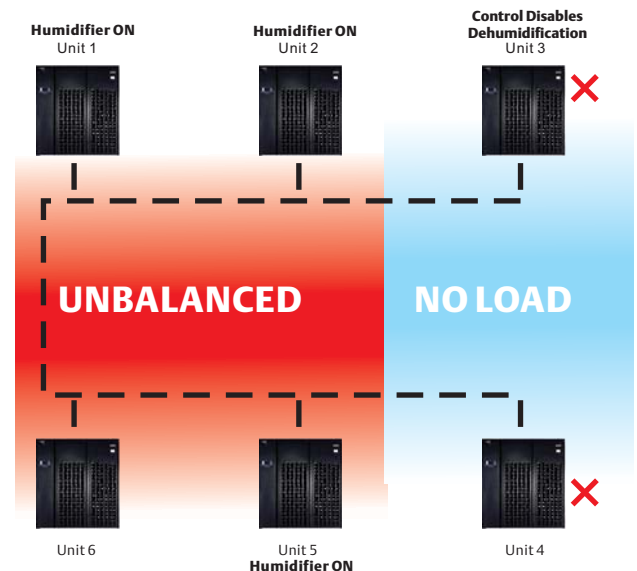 Humidifier ON
Unit 1
Humidifier ON
Unit 2
Control Disables
Dehumidification
Unit 3
UNBALANCED
NO LOAD
Unit 6
Unit 5
Humidifier ON
Unit 4